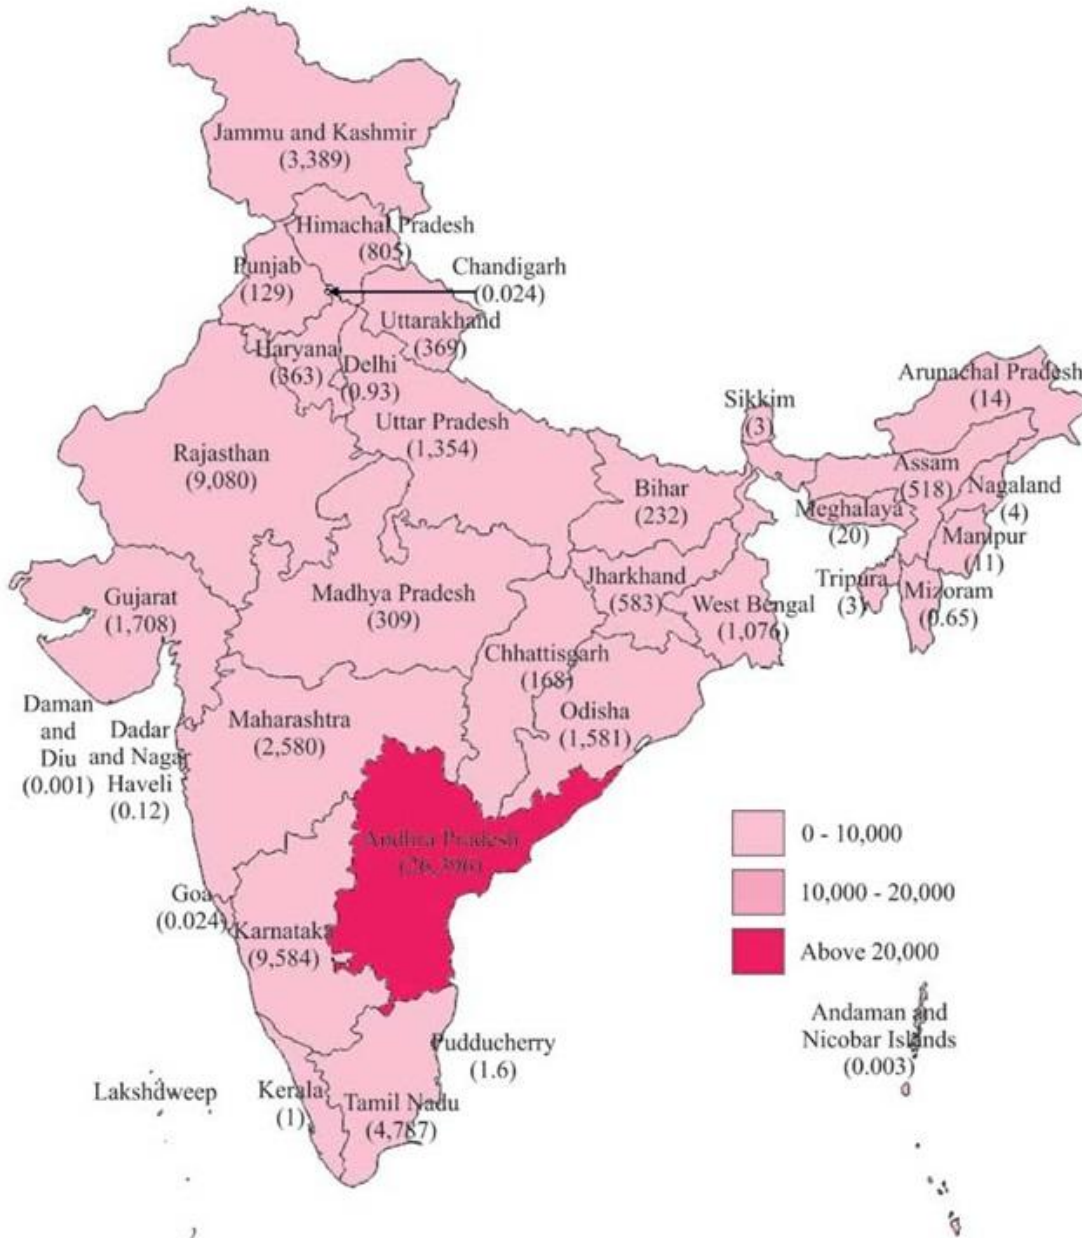 Jammu and Kashmir
(3,389)
Himachal Pradesh
(805)
Punjab
(129)
Chandigarh
(0.024)
Uttarakhand
(369)
Haryana
(363)
Delhi
(0.93)
Arunachal Pradesh
(14)
Sikkim
(3)
Uttar Pradesh
(1,354)
Rajasthan
(9,080)
Assam
(518)
Nagaland
(4)
Bihar
(232)
Meghalaya
(20)
Manipur
(11)
Jharkhand
(583)
Tripura
(3)
Mizoram
(0.65)
Gujarat
(1,708)
Madhya Pradesh
(309)
West Bengal
(1,076)
Chhattisgarh
(168)
Odisha
(1,581)
Daman
and
Diu
(0.001)
Dadar
and Nagar
Haveli
(0.12)
Maharashtra
(2,580)
Andhra Pradesh
(26,396)
0 - 10,000
10,000 - 20,000
Above 20,000
Goa
(0.024)
Karnataka
(9,584)
Andaman and
Nicobar Islands
(0.003)
Pudducherry
(1.6)
Lakshdweep
Kerala
(1)
Tamil Nadu
(4,787)